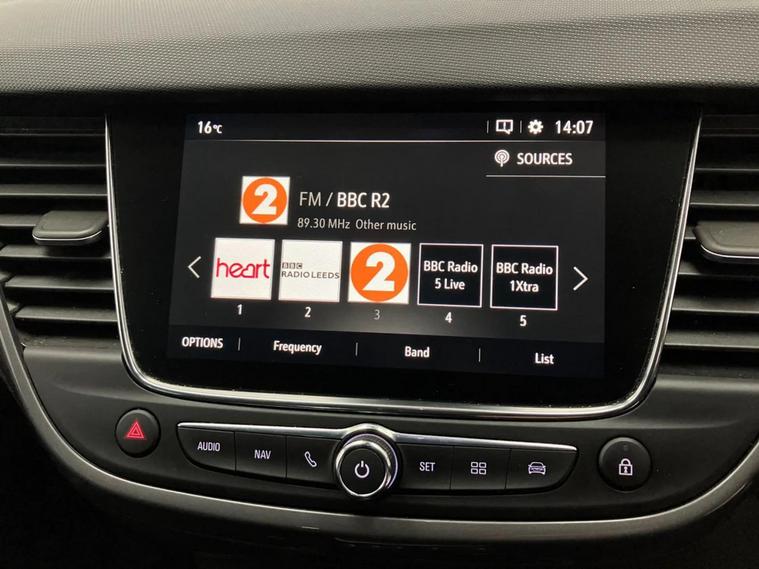 16°C 14:07
SOURCES
2 FM / BBC R2
89.30 MHz Other music
heart BBC RADIO LEEDS 2 BBC Radio 5 Live BBC Radio 1Xtra
1 2 3 4 5
OPTIONS Frequency Band List
AUDIO NAV SET